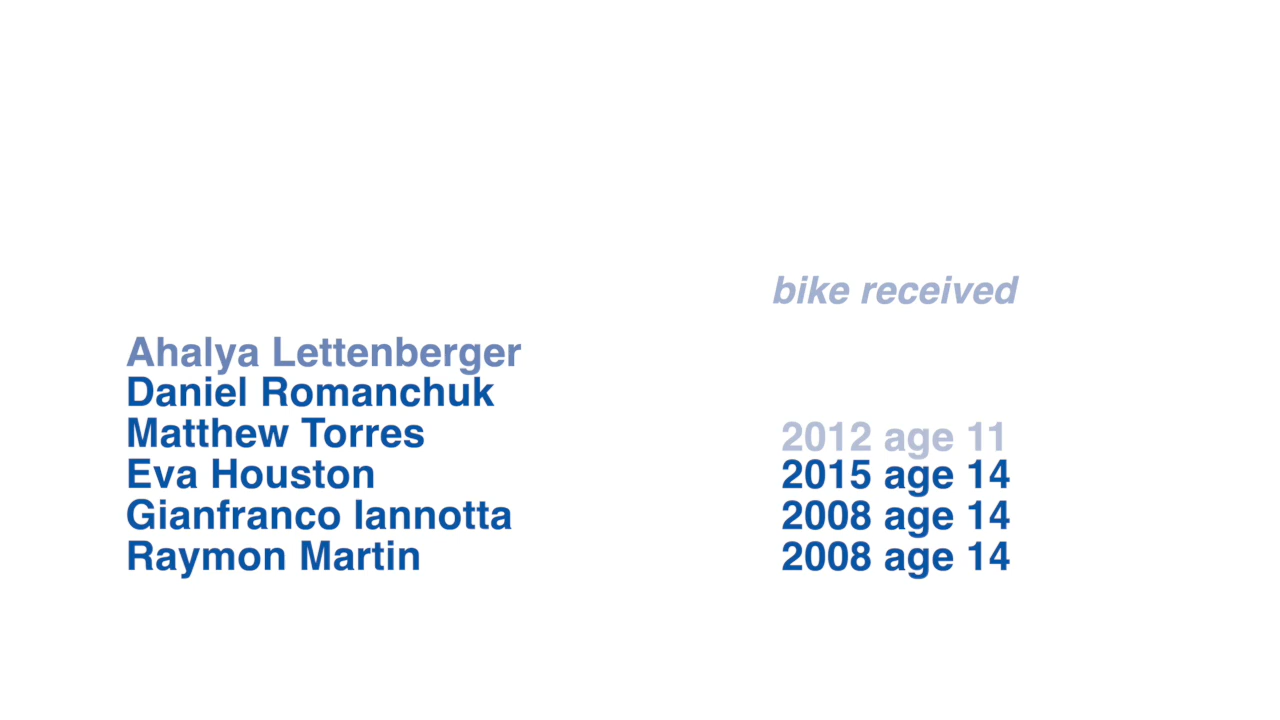 bike received
Ahalya Lettenberger
Daniel Romanchuk
Matthew Torres 2012 age 11
Eva Houston 2015 age 14
Gianfranco Iannotta 2008 age 14
Raymon Martin 2008 age 14